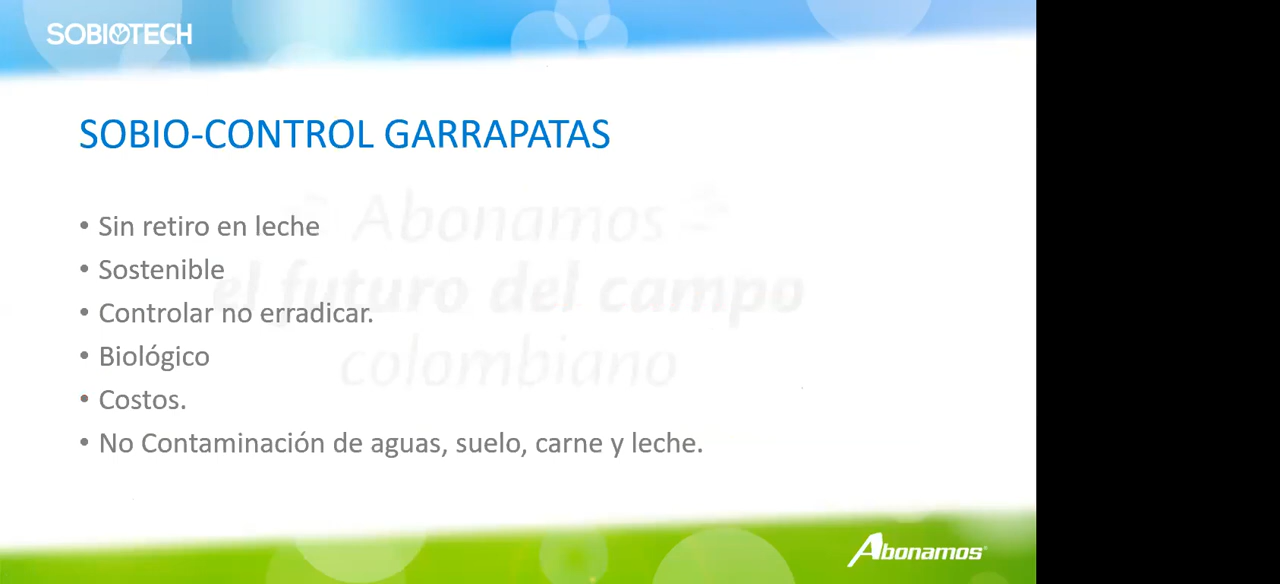 SOBIOTECH
SOBIO-CONTROL GARRAPATAS
• Sin retiro en leche
• Sostenible
• Controlar no erradicar.
• Biológico
• Costos.
• No Contaminación de aguas, suelo, carne y leche.
Abonamos
el futuro del campo
colombiano
Abonamos®